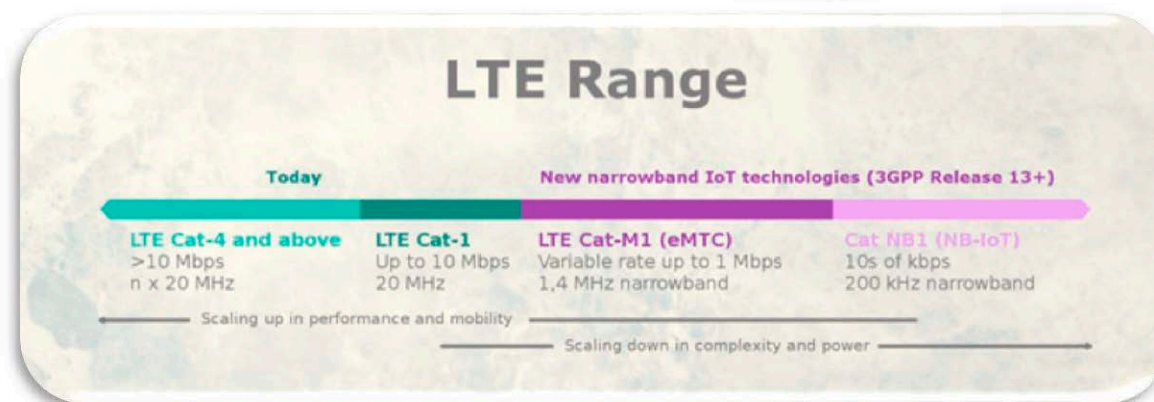 LTE Range
Today
New narrowband IoT technologies (3GPP Release 13+)
LTE Cat-4 and above
>10 Mbps
n x 20 MHz
LTE Cat-1
Up to 10 Mbps
20 MHz
LTE Cat-M1 (eMTC)
Variable rate up to 1 Mbps
1,4 MHz narrowband
Cat NB1 (NB-IoT)
10s of kbps
200 kHz narrowband
Scaling up in performance and mobility
Scaling down in complexity and power